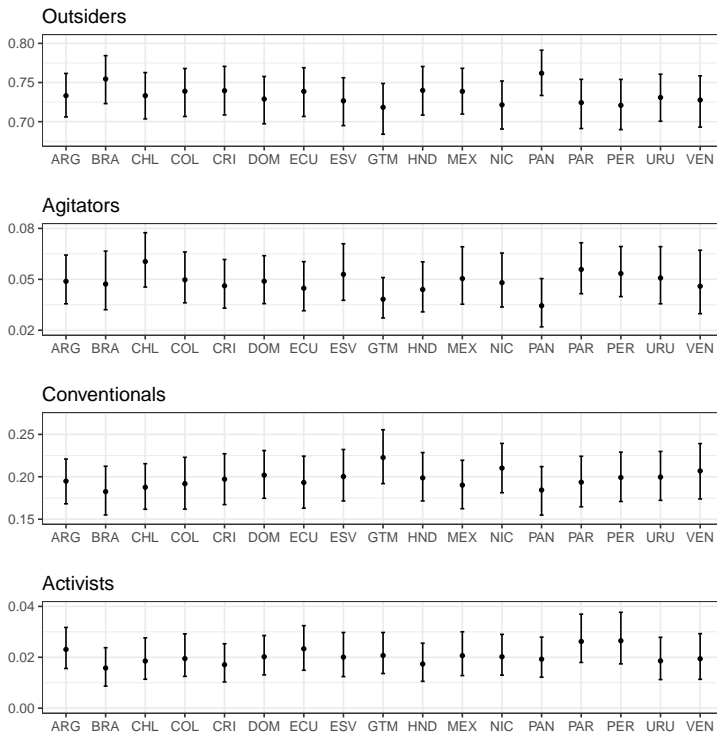 Outsiders
0.80
0.75
0.70
ARG BRA CHL COL CRI DOM ECU ESV GTM HND MEX NIC PAN PAR PER URU VEN
Agitators
0.08
0.05
0.02
ARG BRA CHL COL CRI DOM ECU ESV GTM HND MEX NIC PAN PAR PER URU VEN
Conventionals
0.25
0.20
0.15
ARG BRA CHL COL CRI DOM ECU ESV GTM HND MEX NIC PAN PAR PER URU VEN
Activists
0.04
0.02
0.00
ARG BRA CHL COL CRI DOM ECU ESV GTM HND MEX NIC PAN PAR PER URU VEN